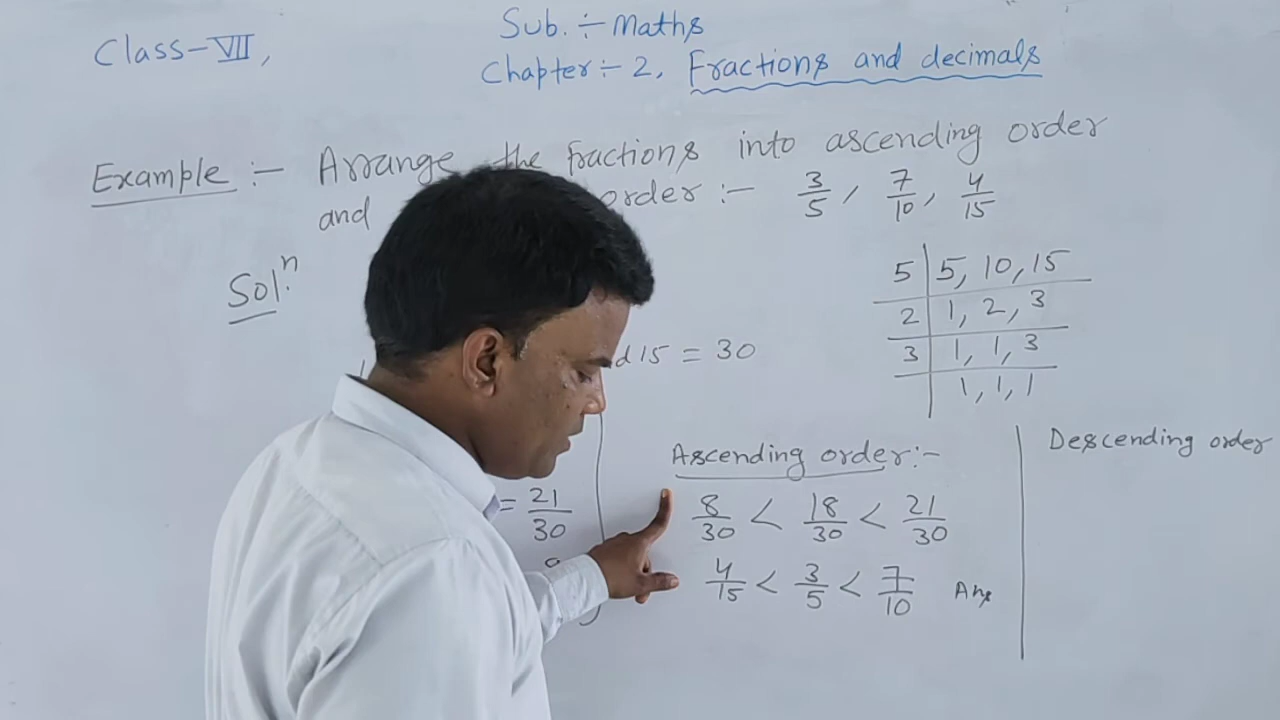 Class-VII,
Sub. :- Maths
Chapter :- 2, Fractions and decimals
Example :- Arrange the fractions into ascending order
and order :- 3/5, 7/10, 4/15
Solⁿ.
5 | 5, 10, 15
2 | 1, 2, 3
3 | 1, 1, 3
1, 1, 1
15 = 30
= 21/30
Ascending order :-
8/30 < 18/30 < 21/30
4/15 < 3/5 < 7/10 Ans
Descending order